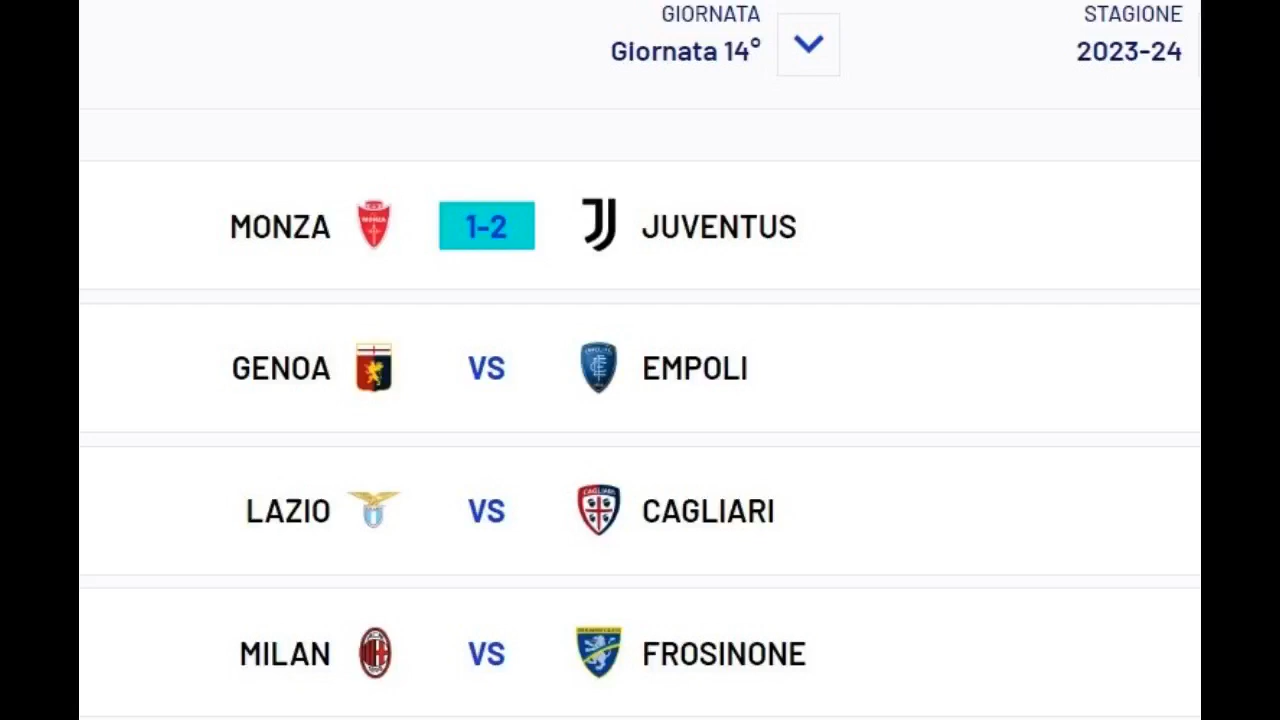 GIORNATA
Giornata 14°
STAGIONE
2023-24
MONZA 1-2 JUVENTUS
GENOA VS EMPOLI
LAZIO VS CAGLIARI
MILAN VS FROSINONE